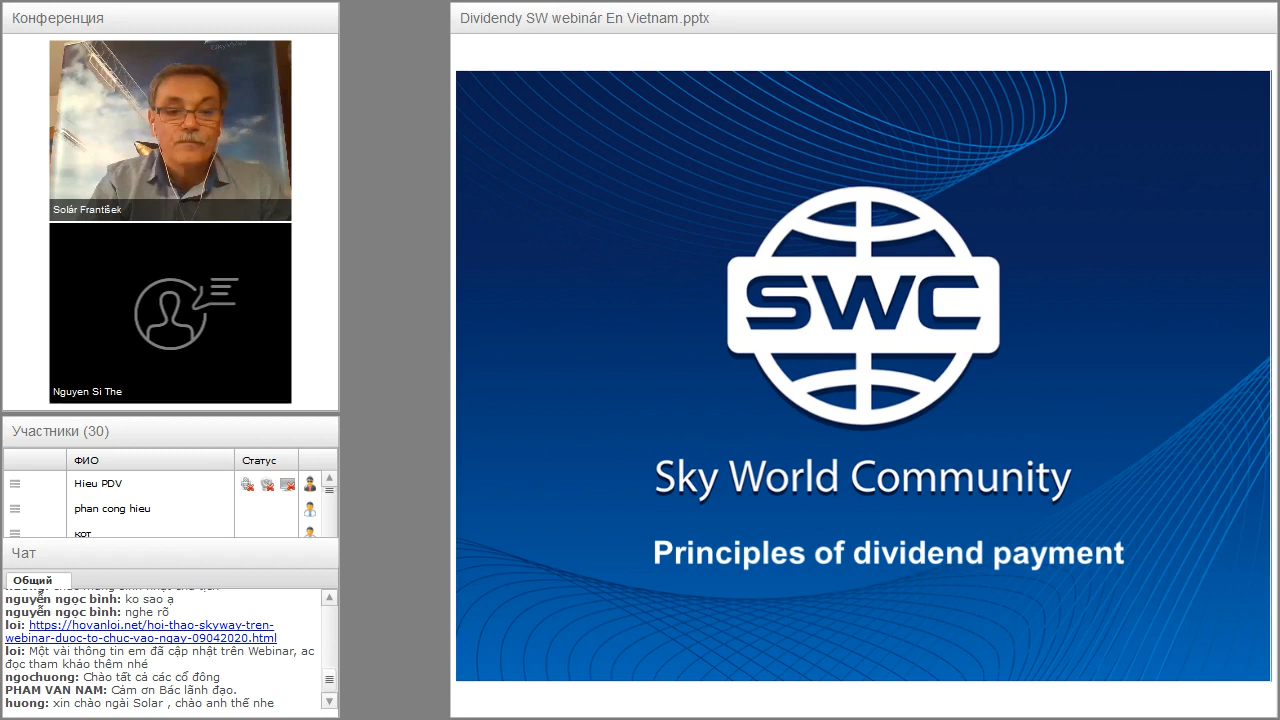 Конференция
Solár František
Nguyen Si The
Участники (30)
ФИО
Статус
Hieu PDV
phan cong hieu
кот
Чат
Общий
nguyễn ngọc bình: ko sao ạ
nguyễn ngọc bình: nghe rõ
loi: https://hovanloi.net/hoi-thao-skyway-tren-
webinar-duoc-to-chuc-vao-ngay-09042020.html
loi: Một vài thông tin em đã cập nhật trên Webinar, ac
đọc tham khảo thêm nhé
ngochuong: Chào tất cả các cổ đông
PHAM VAN NAM: Cảm ơn Bác lãnh đạo.
huong: xin chào ngài Solar , chào anh thế nhe
Dividendy SW webinár En Vietnam.pptx
SWC
Sky World Community
Principles of dividend payment